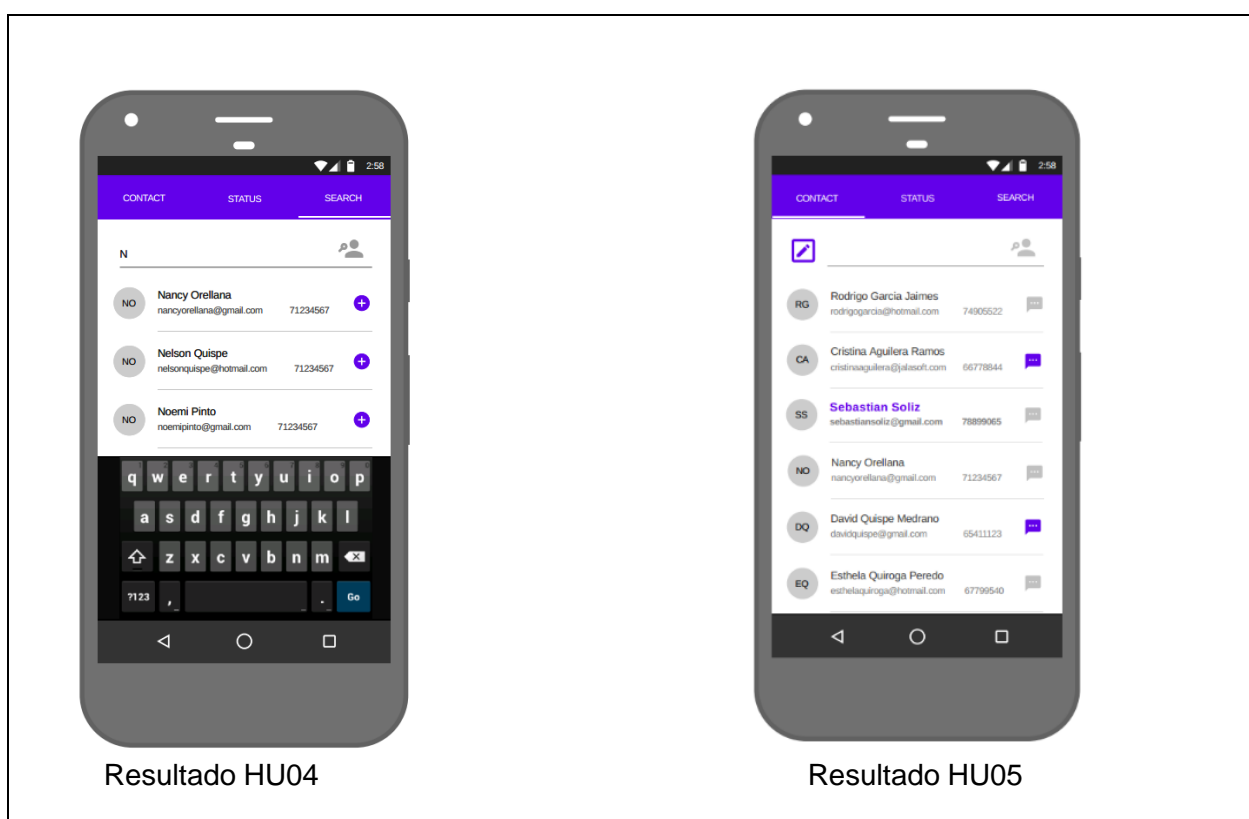 2:58
CONTACT STATUS SEARCH
N
NO Nancy Orellana
nancyorellana@gmail.com 71234567
NO Nelson Quispe
nelsonquispe@hotmail.com 71234567
NO Noemi Pinto
noemipinto@gmail.com 71234567
q w e r t y u i o p
a s d f g h j k l
z x c v b n m
?123 , . Go
Resultado HU04
2:58
CONTACT STATUS SEARCH
RG Rodrigo Garcia Jaimes
rodrigogarcia@hotmail.com 74905522
CA Cristina Aguilera Ramos
cristinaaguilera@jalasoft.com 66778844
SS Sebastian Soliz
sebastiansoliz@gmail.com 78899065
NO Nancy Orellana
nancyorellana@gmail.com 71234567
DQ David Quispe Medrano
davidquispe@gmail.com 65411123
EQ Esthela Quiroga Peredo
esthelaquiroga@hotmail.com 67799540
Resultado HU05